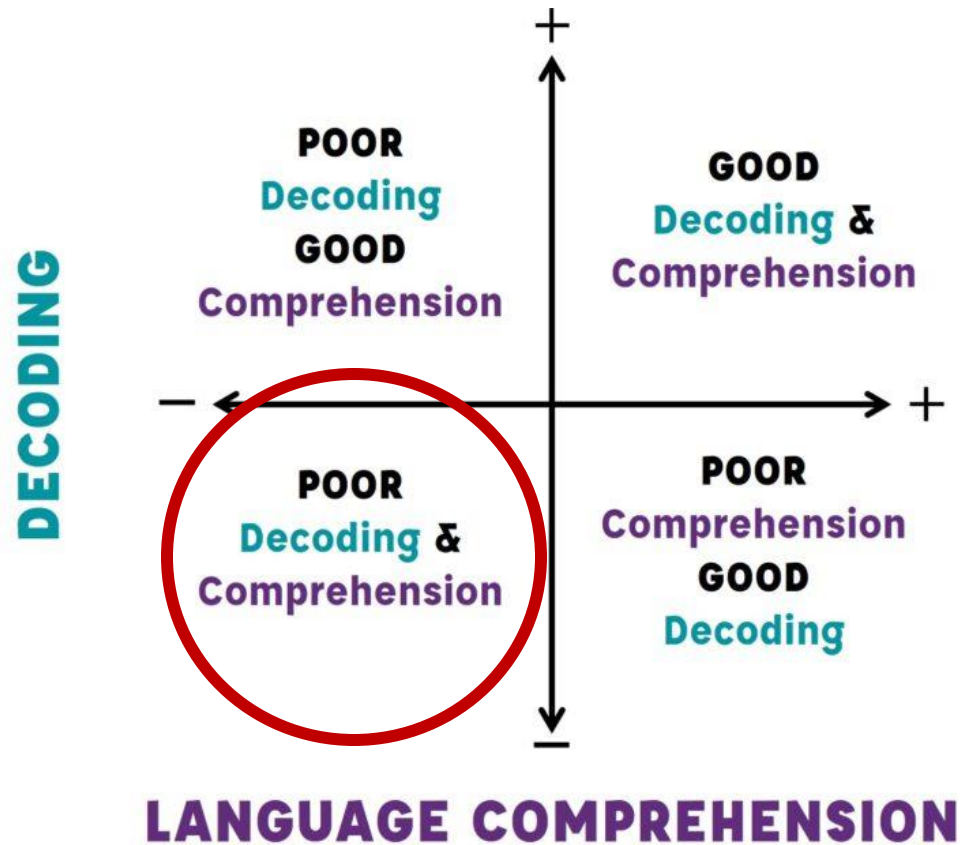 +
POOR
Decoding
GOOD
Comprehension
GOOD
Decoding &
Comprehension
DECODING
−
+
POOR
Decoding &
Comprehension
POOR
Comprehension
GOOD
Decoding
−
LANGUAGE COMPREHENSION